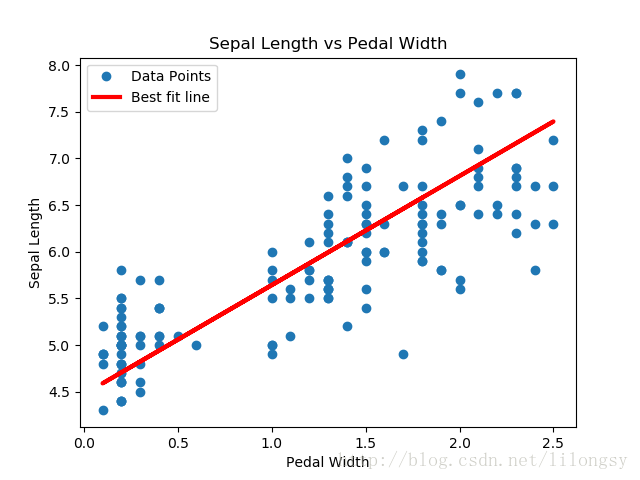 Sepal Length vs Pedal Width
Data Points
Best fit line
8.0
7.5
7.0
6.5
6.0
5.5
5.0
4.5
Sepal Length
0.0 0.5 1.0 1.5 2.0 2.5
Pedal Width
http://blog.csdn.net/lilongsy